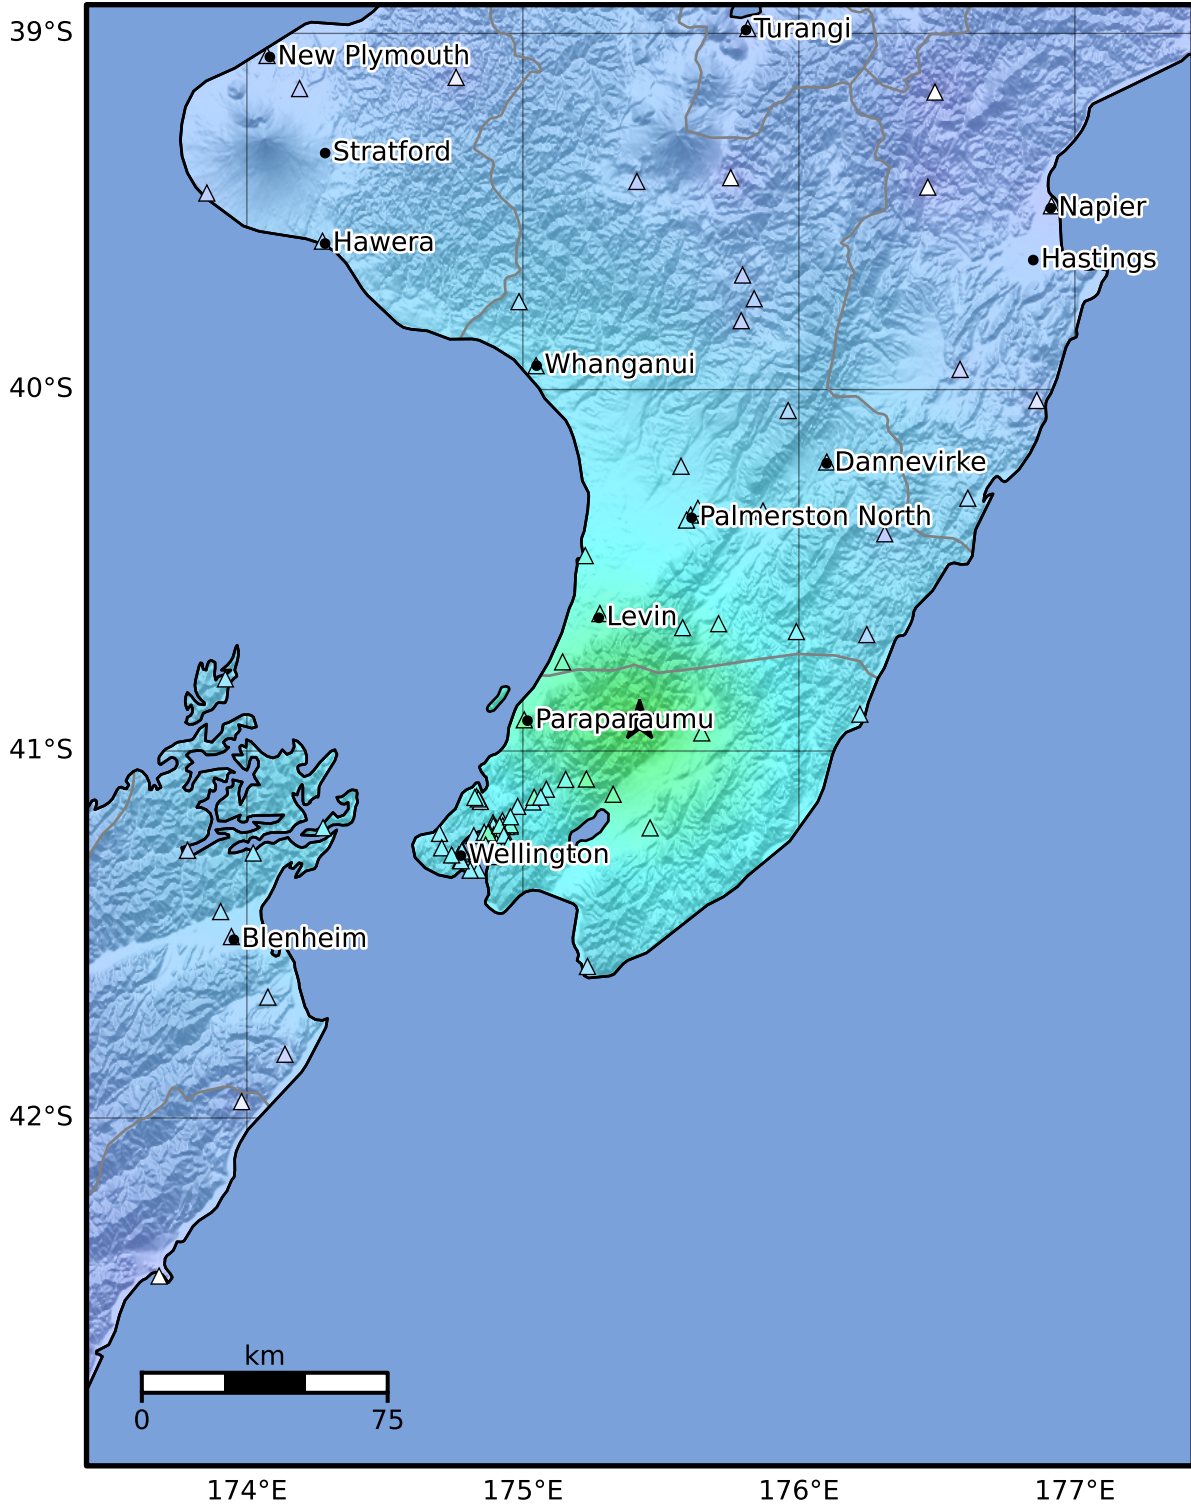 39°S
Turangi
New Plymouth
Stratford
Napier
Hawera
Hastings
Whanganui
40°S
Dannevirke
Palmerston North
Levin
Paraparaumu
41°S
Wellington
Blenheim
42°S
km
0 75
174°E 175°E 176°E 177°E